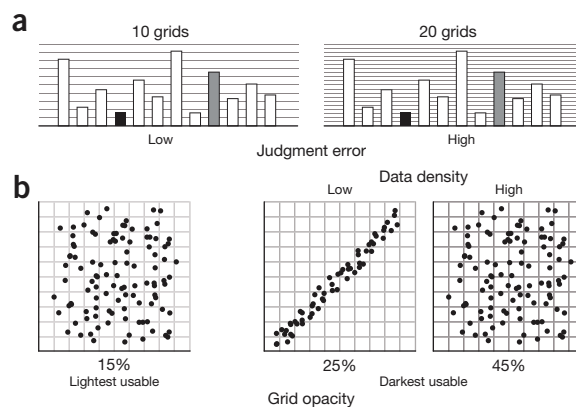 a
10 grids
20 grids
Low
High
Judgment error
b
Data density
Low
High
15%
25%
45%
Lightest usable
Darkest usable
Grid opacity